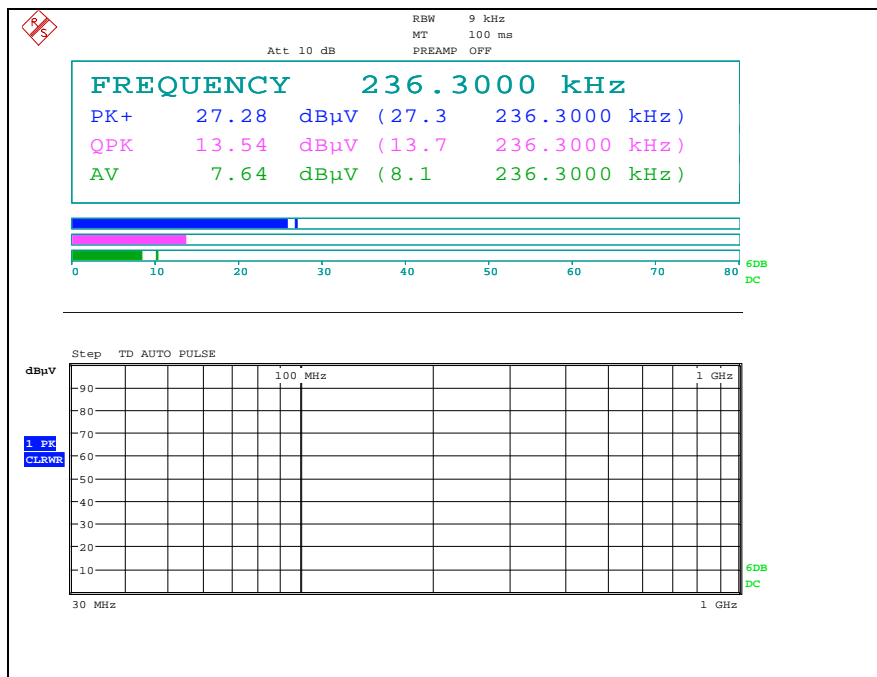 R S
RBW 9 kHz
MT 100 ms
Att 10 dB PREAMP OFF
FREQUENCY 236.3000 kHz
PK+ 27.28 dBµV (27.3 236.3000 kHz)
QPK 13.54 dBµV (13.7 236.3000 kHz)
AV 7.64 dBµV (8.1 236.3000 kHz)
0 10 20 30 40 50 60 70 80
6DB
DC
Step TD AUTO PULSE
dBµV
100 MHz 1 GHz
90
80
70
1 PK
CLRWR
60
50
40
30
20
10
6DB
DC
30 MHz 1 GHz